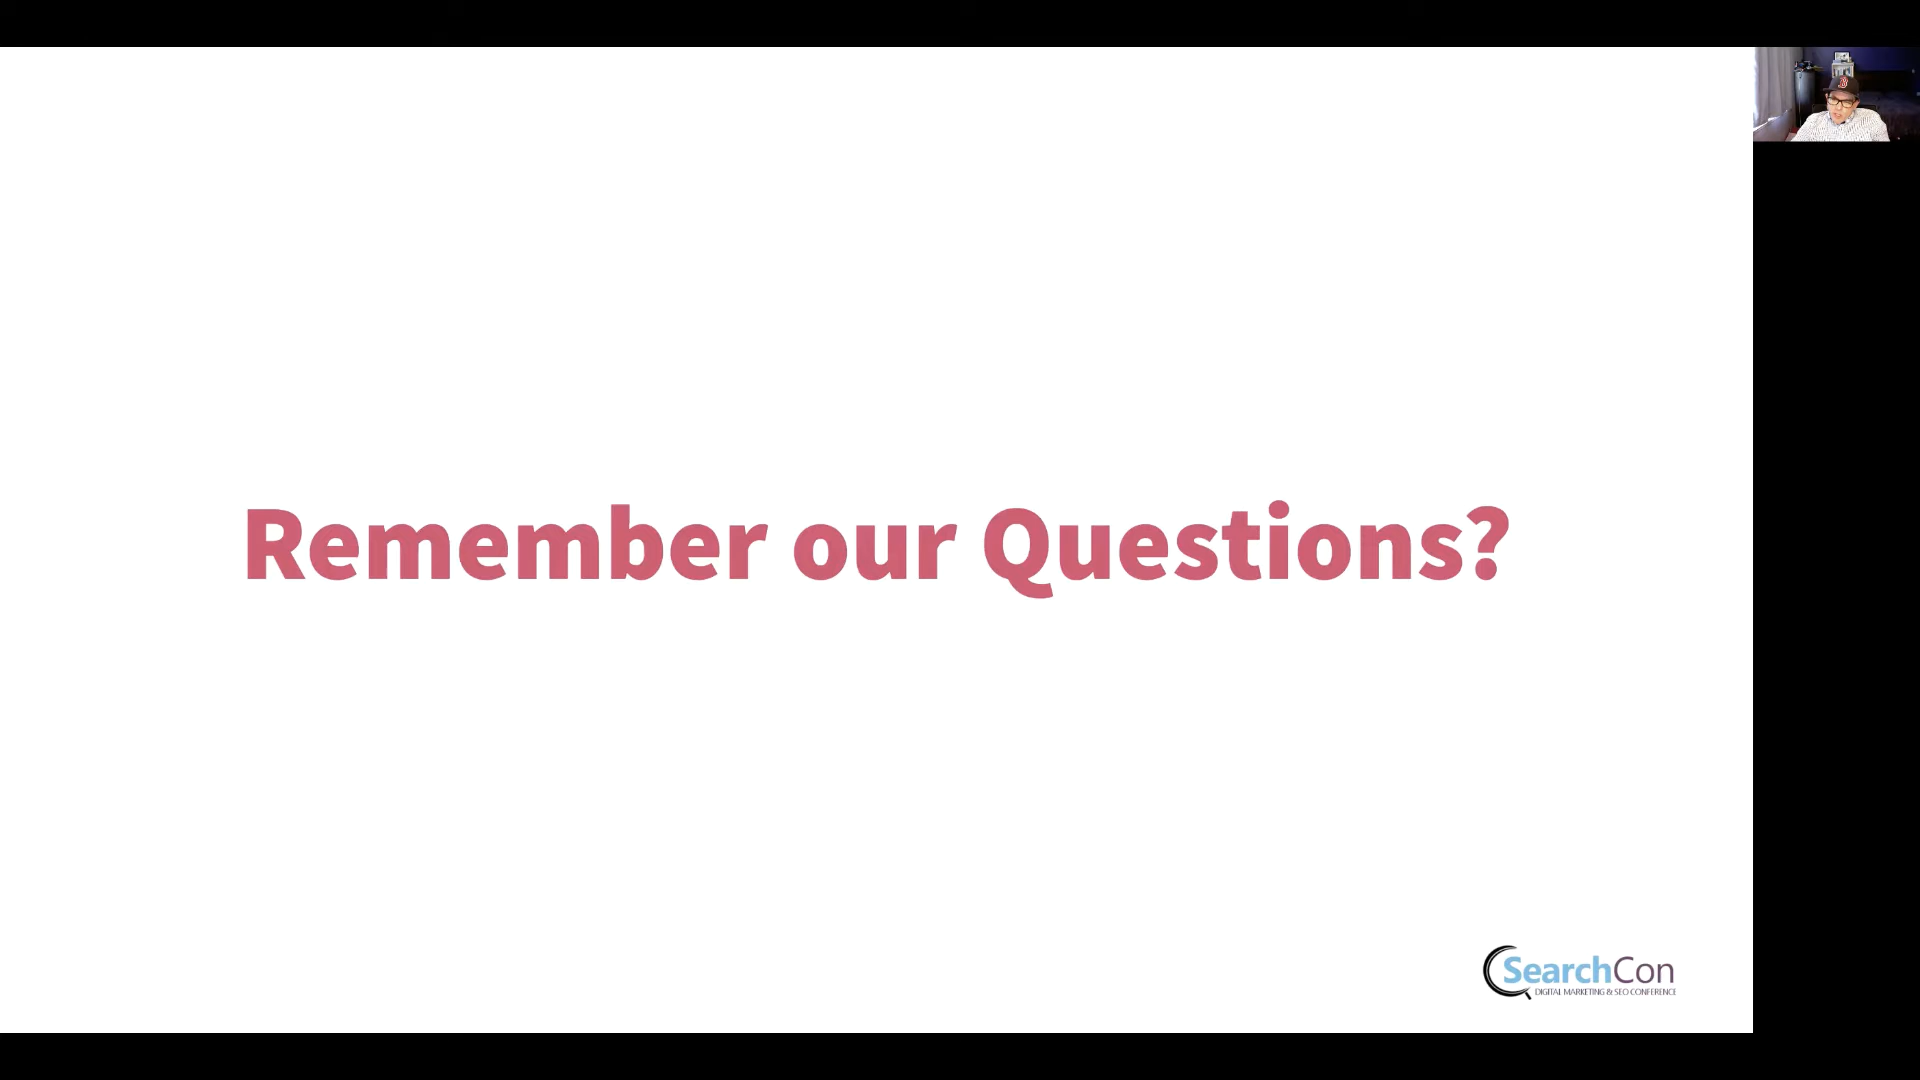 Remember our Questions?
SearchCon
DIGITAL MARKETING & SEO CONFERENCE
B